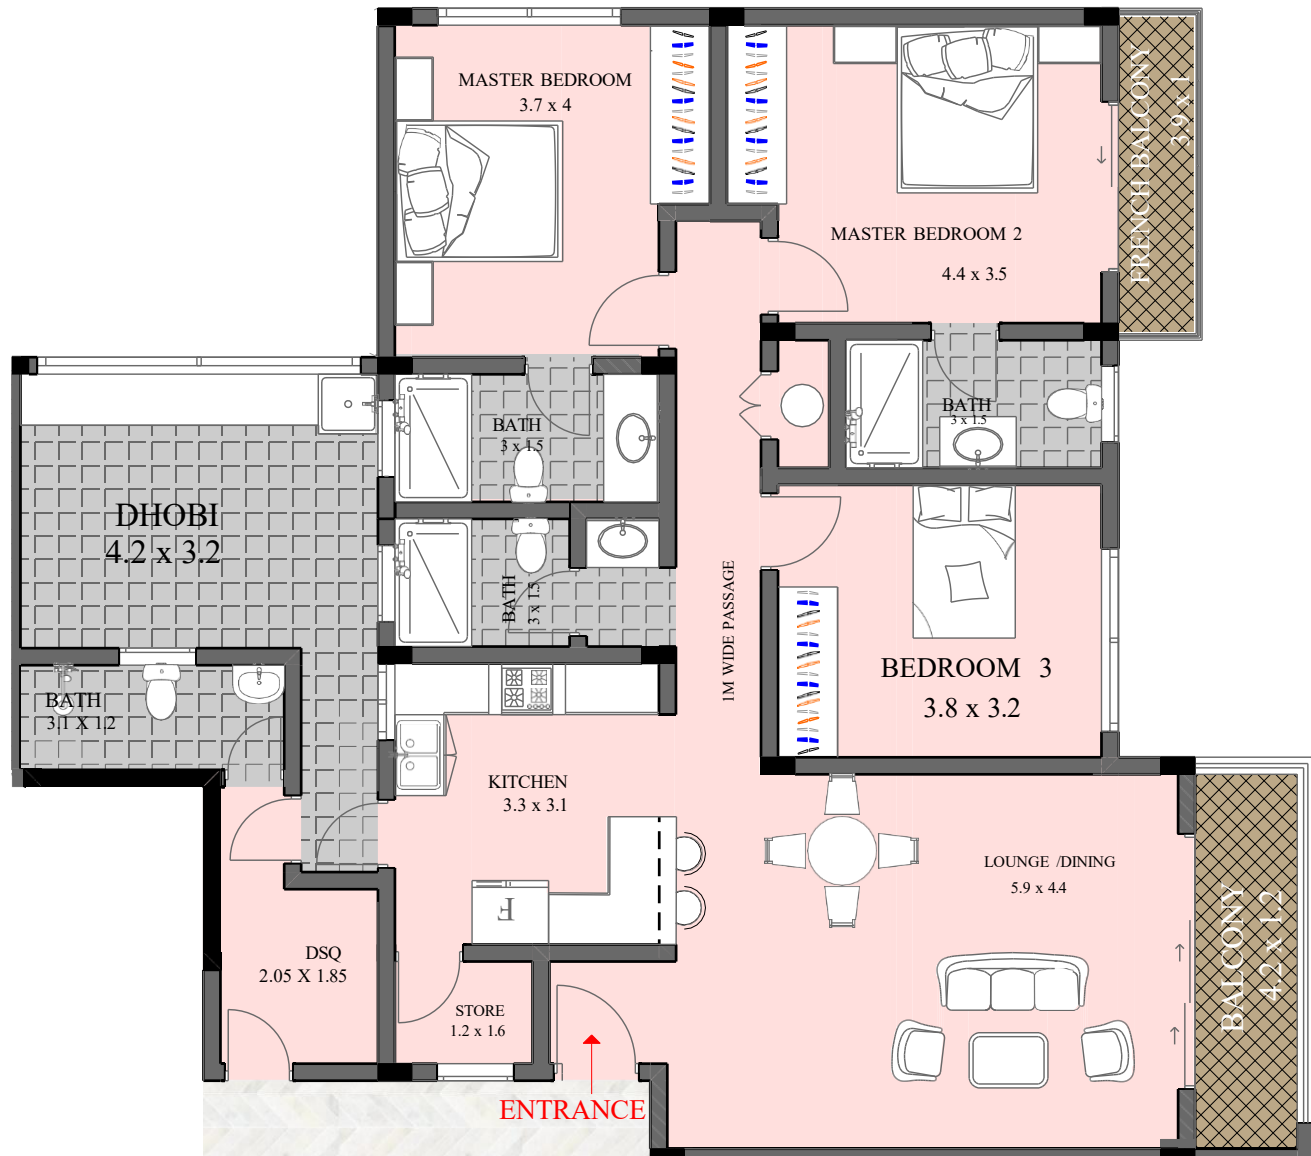 MASTER BEDROOM
3.7 x 4
MASTER BEDROOM 2
4.4 x 3.5
FRENCH BALCONY
3.9 x 1
BATH
3 x 1.5
BATH
3 x 1.5
DHOBI
4.2 x 3.2
BATH
3 x 1.5
1M WIDE PASSAGE
BEDROOM 3
3.8 x 3.2
BATH
3.1 X 1.2
KITCHEN
3.3 x 3.1
LOUNGE /DINING
5.9 x 4.4
BALCONY
4.2 x 1.2
F
DSQ
2.05 X 1.85
STORE
1.2 x 1.6
ENTRANCE